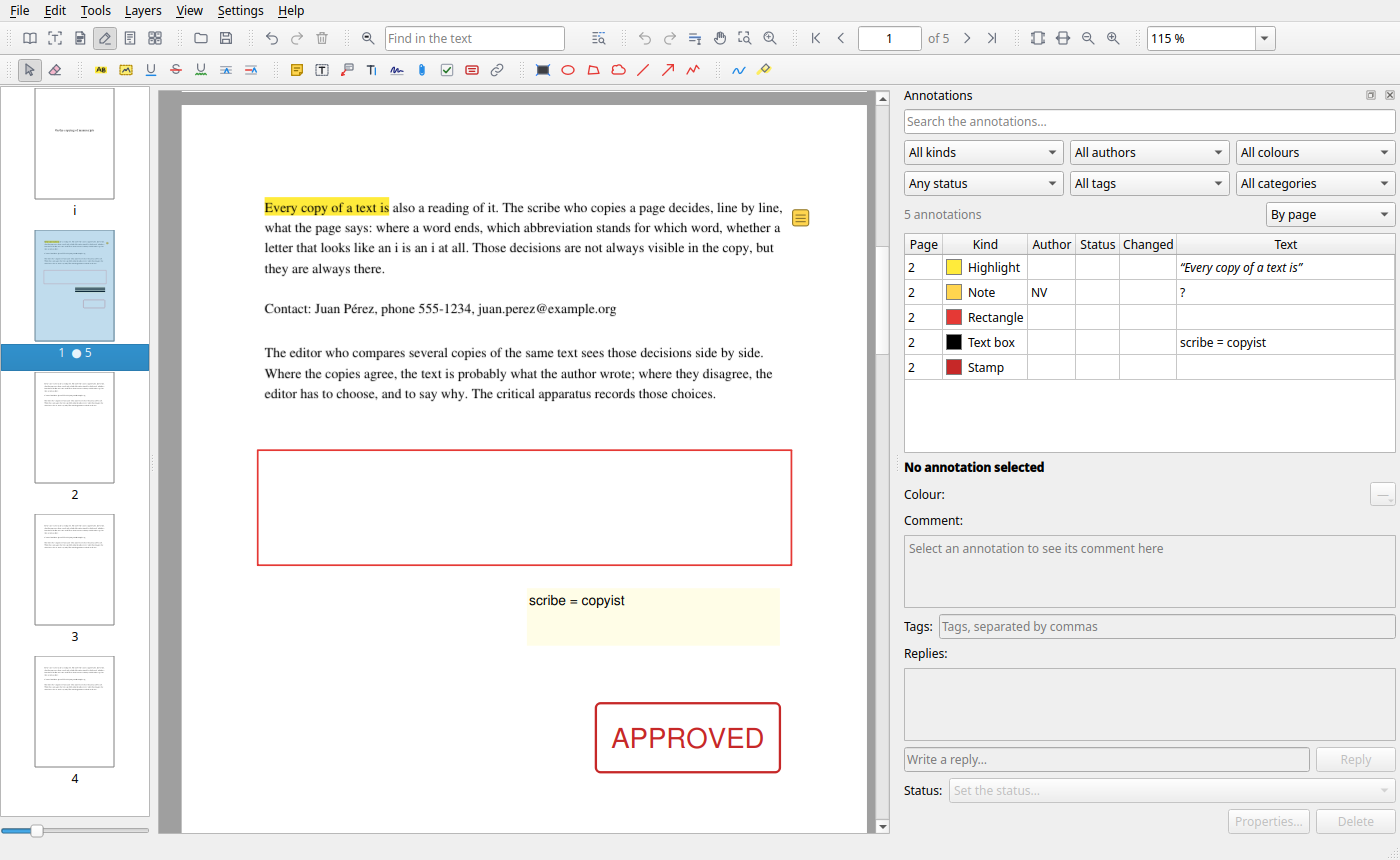 File Edit Tools Layers View Settings Help
Find in the text
1 of 5
115 %
AB
T
TI
i
1 5
2
3
4
Every copy of a text is also a reading of it. The scribe who copies a page decides, line by line,
what the page says: where a word ends, which abbreviation stands for which word, whether a
letter that looks like an i is an i at all. Those decisions are not always visible in the copy, but
they are always there.
Contact: Juan Pérez, phone 555-1234, juan.perez@example.org
The editor who compares several copies of the same text sees those decisions side by side.
Where the copies agree, the text is probably what the author wrote; where they disagree, the
editor has to choose, and to say why. The critical apparatus records those choices.
scribe = copyist
APPROVED
Annotations
Search the annotations...
All kinds All authors All colours
Any status All tags All categories
5 annotations By page
Page Kind Author Status Changed Text
2 Highlight “Every copy of a text is”
2 Note NV ?
2 Rectangle
2 Text box scribe = copyist
2 Stamp
No annotation selected
Colour: —
Comment:
Select an annotation to see its comment here
Tags: Tags, separated by commas
Replies:
Write a reply... Reply
Status: Set the status...
Properties... Delete